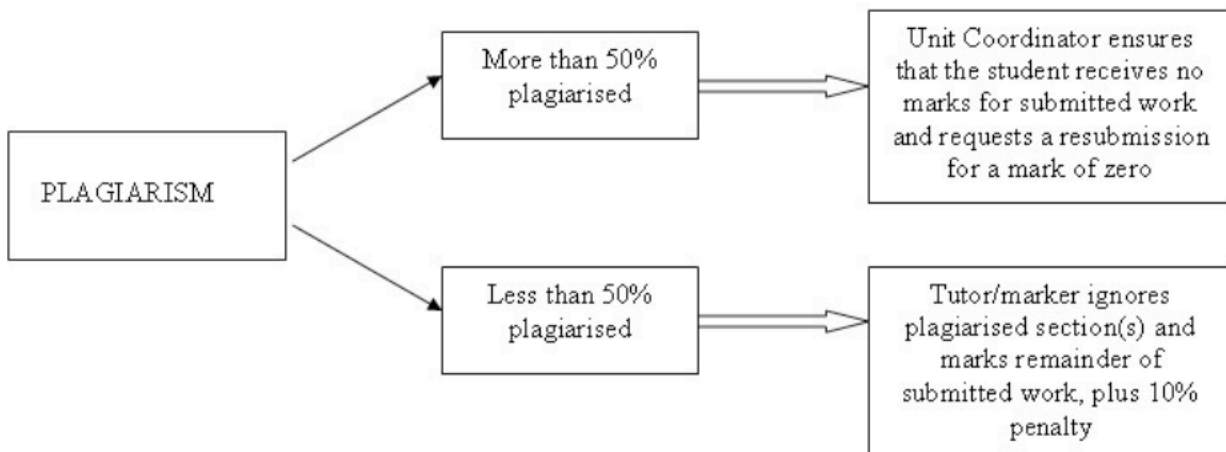 PLAGIARISM
More than 50%
plagiarised
Unit Coordinator ensures
that the student receives no
marks for submitted work
and requests a resubmission
for a mark of zero
Less than 50%
plagiarised
Tutor/marker ignores
plagiarised section(s) and
marks remainder of
submitted work, plus 10%
penalty